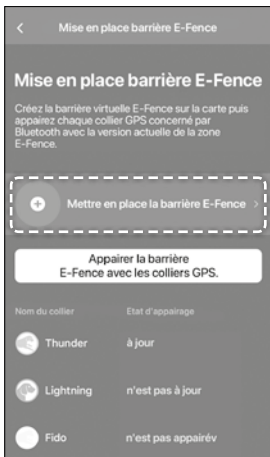 Mise en place barrière E-Fence
Mise en place barrière E-Fence
Créez la barrière virtuelle E-Fence sur la carte puis
appairez chaque collier GPS concerné par
Bluetooth avec la version actuelle de la zone
E-Fence.
Mettre en place la barrière E-Fence
Appairer la barrière
E-Fence avec les colliers GPS.
Nom du collier État d'appairage
Thunder à jour
Lightning n'est pas à jour
Fido n'est pas appairév